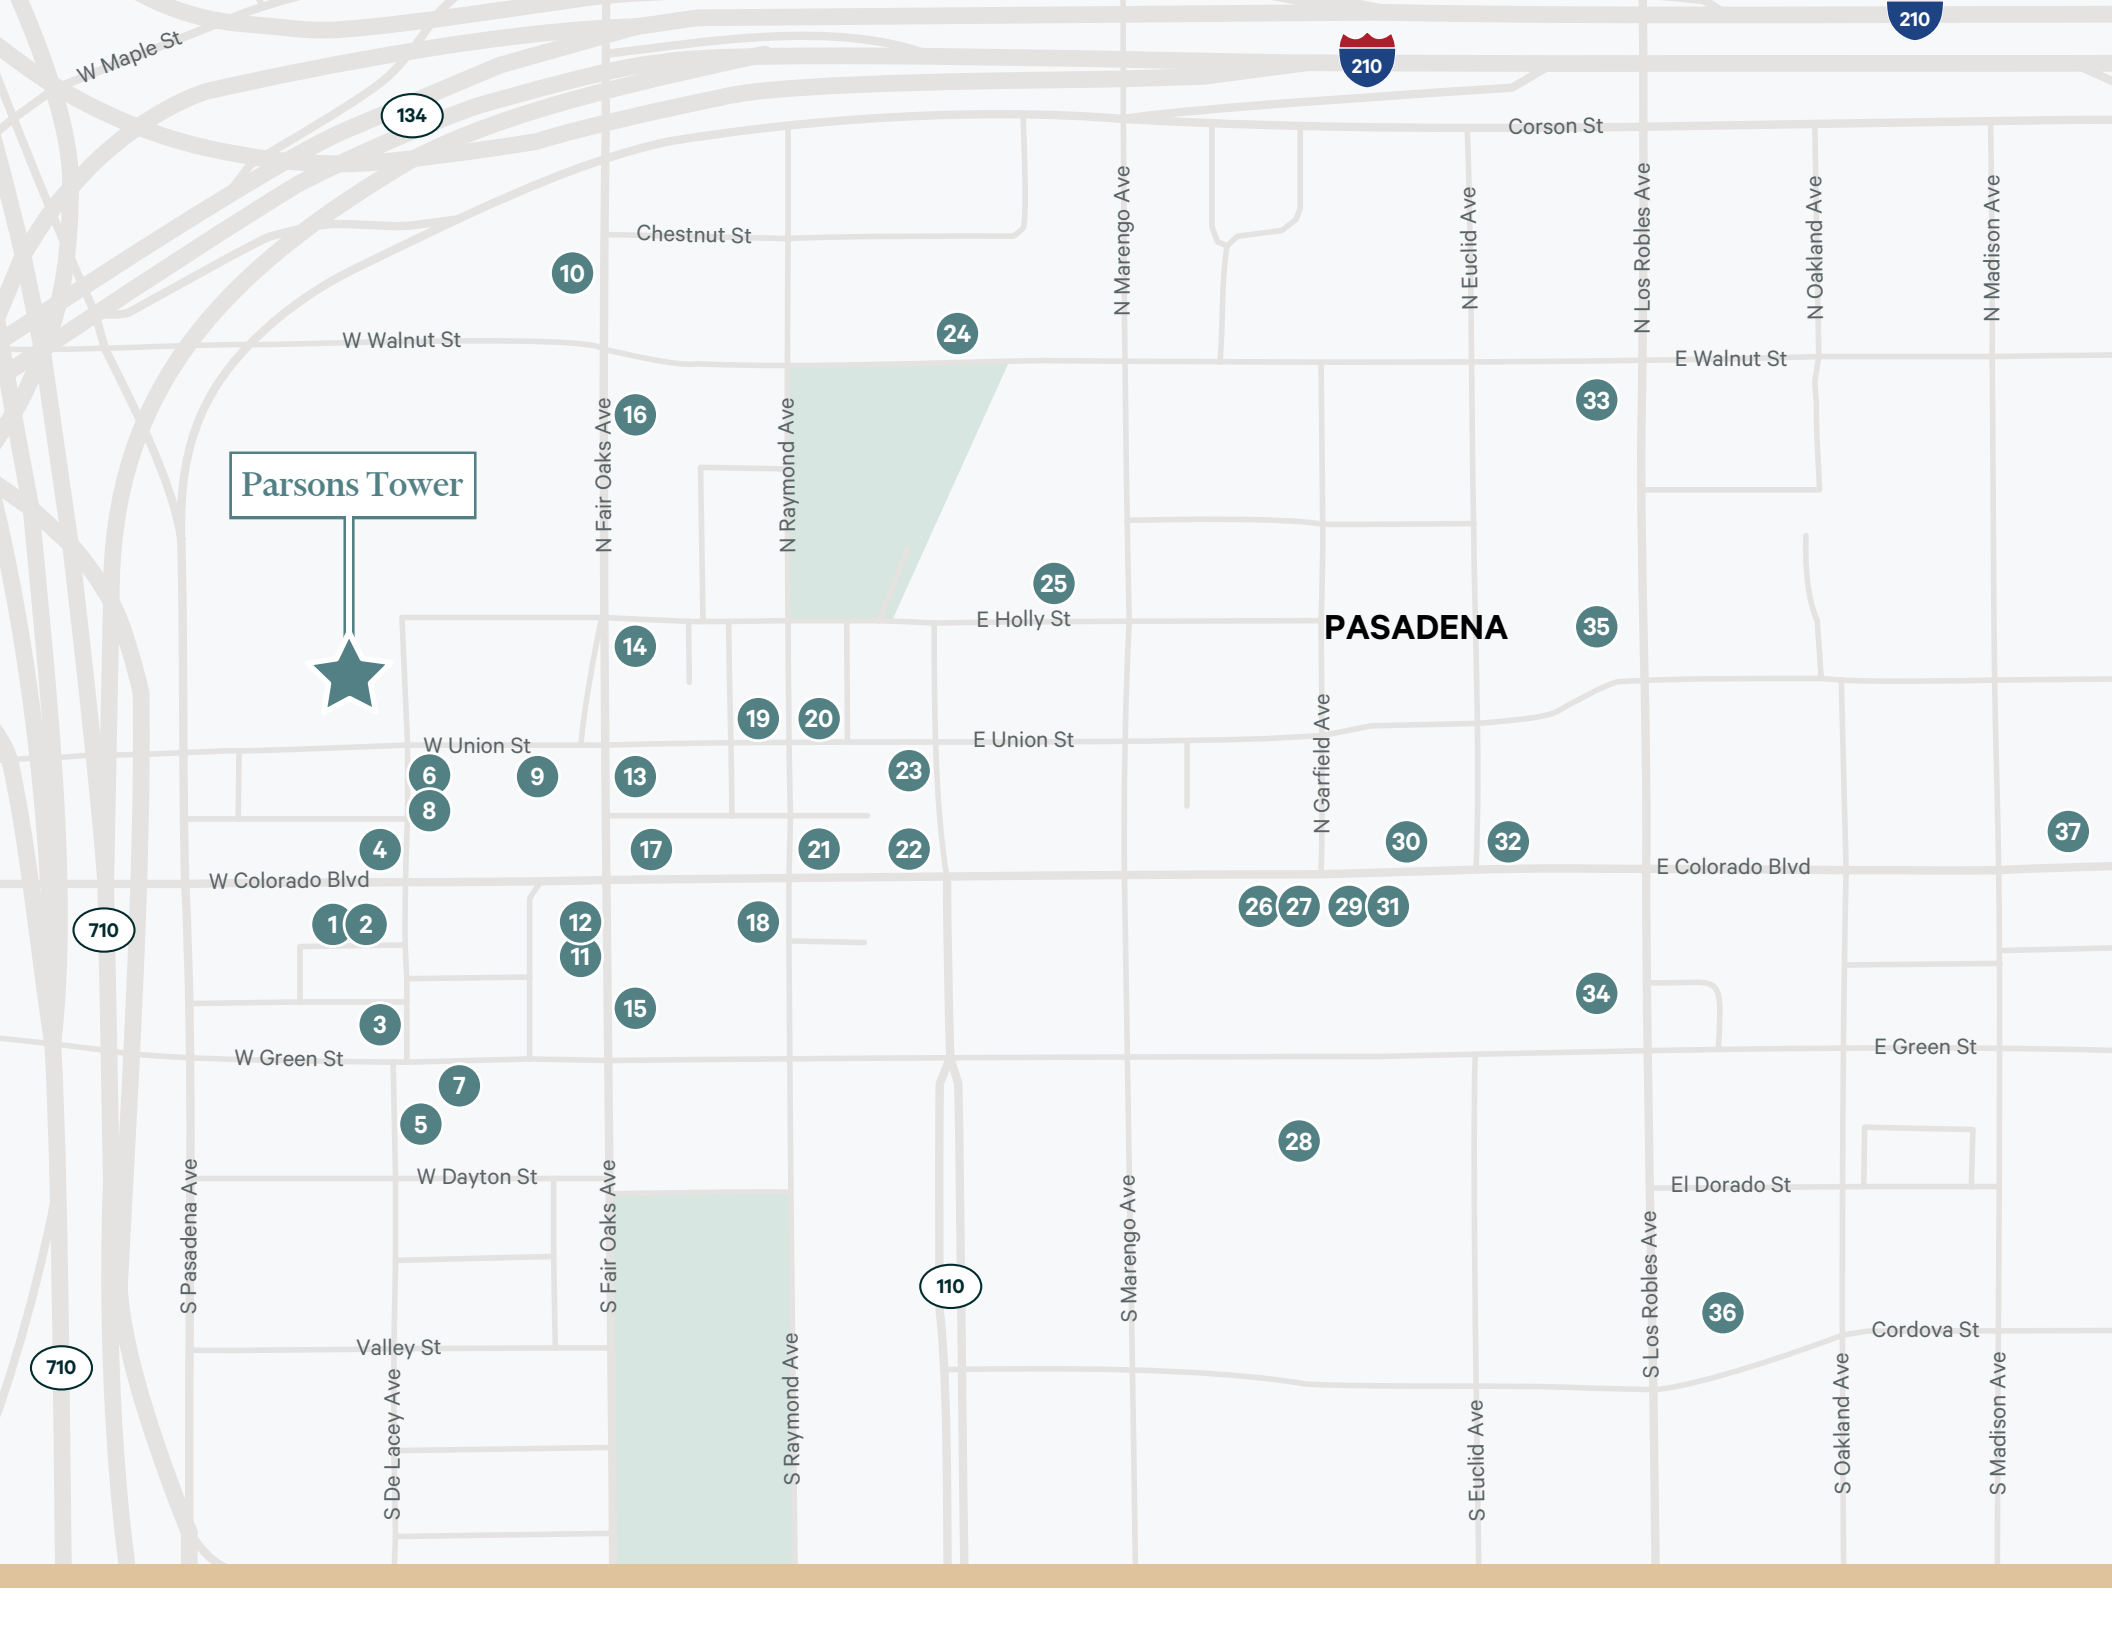 210
W Maple St
210
134
Corson St
N Marengo Ave
N Euclid Ave
N Los Robles Ave
N Oakland Ave
N Madison Ave
Chestnut St
10
24
W Walnut St
E Walnut St
16
33
N Fair Oaks Ave
N Raymond Ave
Parsons Tower
25
E Holly St
PASADENA
35
14
19
20
W Union St
E Union St
N Garfield Ave
6
9
13
23
8
4
17
21
22
30
32
37
W Colorado Blvd
E Colorado Blvd
710
1
2
12
18
26
27
29
31
11
15
34
3
W Green St
E Green St
7
5
28
W Dayton St
El Dorado St
S Pasadena Ave
S Fair Oaks Ave
S Marengo Ave
S Los Robles Ave
110
36
Valley St
Cordova St
710
S De Lacey Ave
S Raymond Ave
S Euclid Ave
S Oakland Ave
S Madison Ave